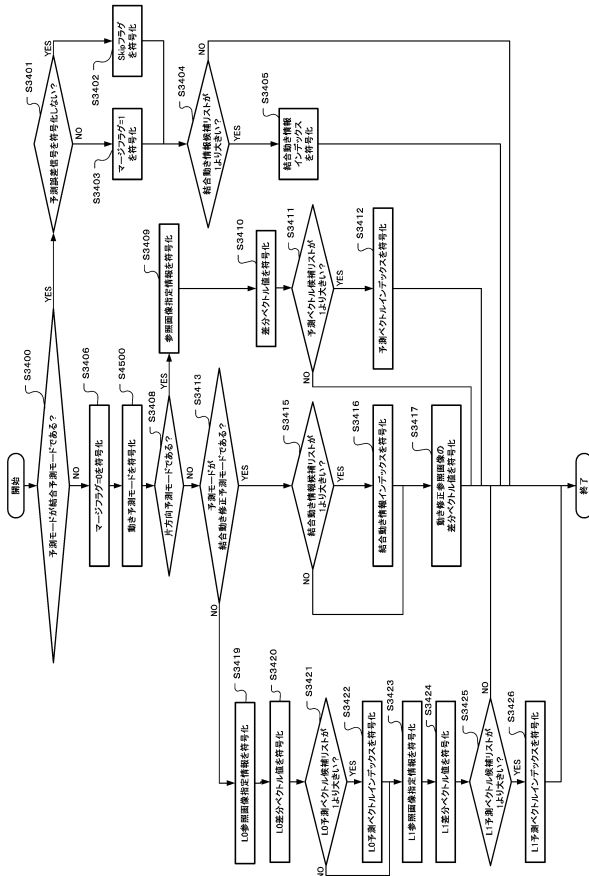 開始
S3400
予測モードが結合予測モードである?
YES
NO
S3401
予測誤差信号を符号化しない?
YES
NO
S3402
Skipフラグ
を符号化
S3403
マージフラグ=1
を符号化
S3404
結合動き情報候補リストが
1より大きい?
NO
YES
S3405
結合動き情報
インデックス
を符号化
S3406
マージフラグ=0を符号化
S4500
動き予測モードを符号化
S3408
片方向予測モードである?
YES
NO
S3409
参照画像指定情報を符号化
S3410
差分ベクトル値を符号化
S3411
予測ベクトル候補リストが
1より大きい?
NO
YES
S3412
予測ベクトルインデックスを符号化
S3413
予測モードが
結合動き修正予測モードである?
NO
YES
S3415
結合動き情報候補リストが
1より大きい?
NO
YES
S3416
結合動き情報インデックスを符号化
S3417
動き修正参照画像の
差分ベクトル値を符号化
S3419
L0参照画像指定情報を符号化
S3420
L0差分ベクトル値を符号化
S3421
L0予測ベクトル候補リストが
1より大きい?
NO
YES
S3422
L0予測ベクトルインデックスを符号化
S3423
L1参照画像指定情報を符号化
S3424
L1差分ベクトル値を符号化
S3425
L1予測ベクトル候補リストが
1より大きい?
NO
YES
S3426
L1予測ベクトルインデックスを符号化
終了